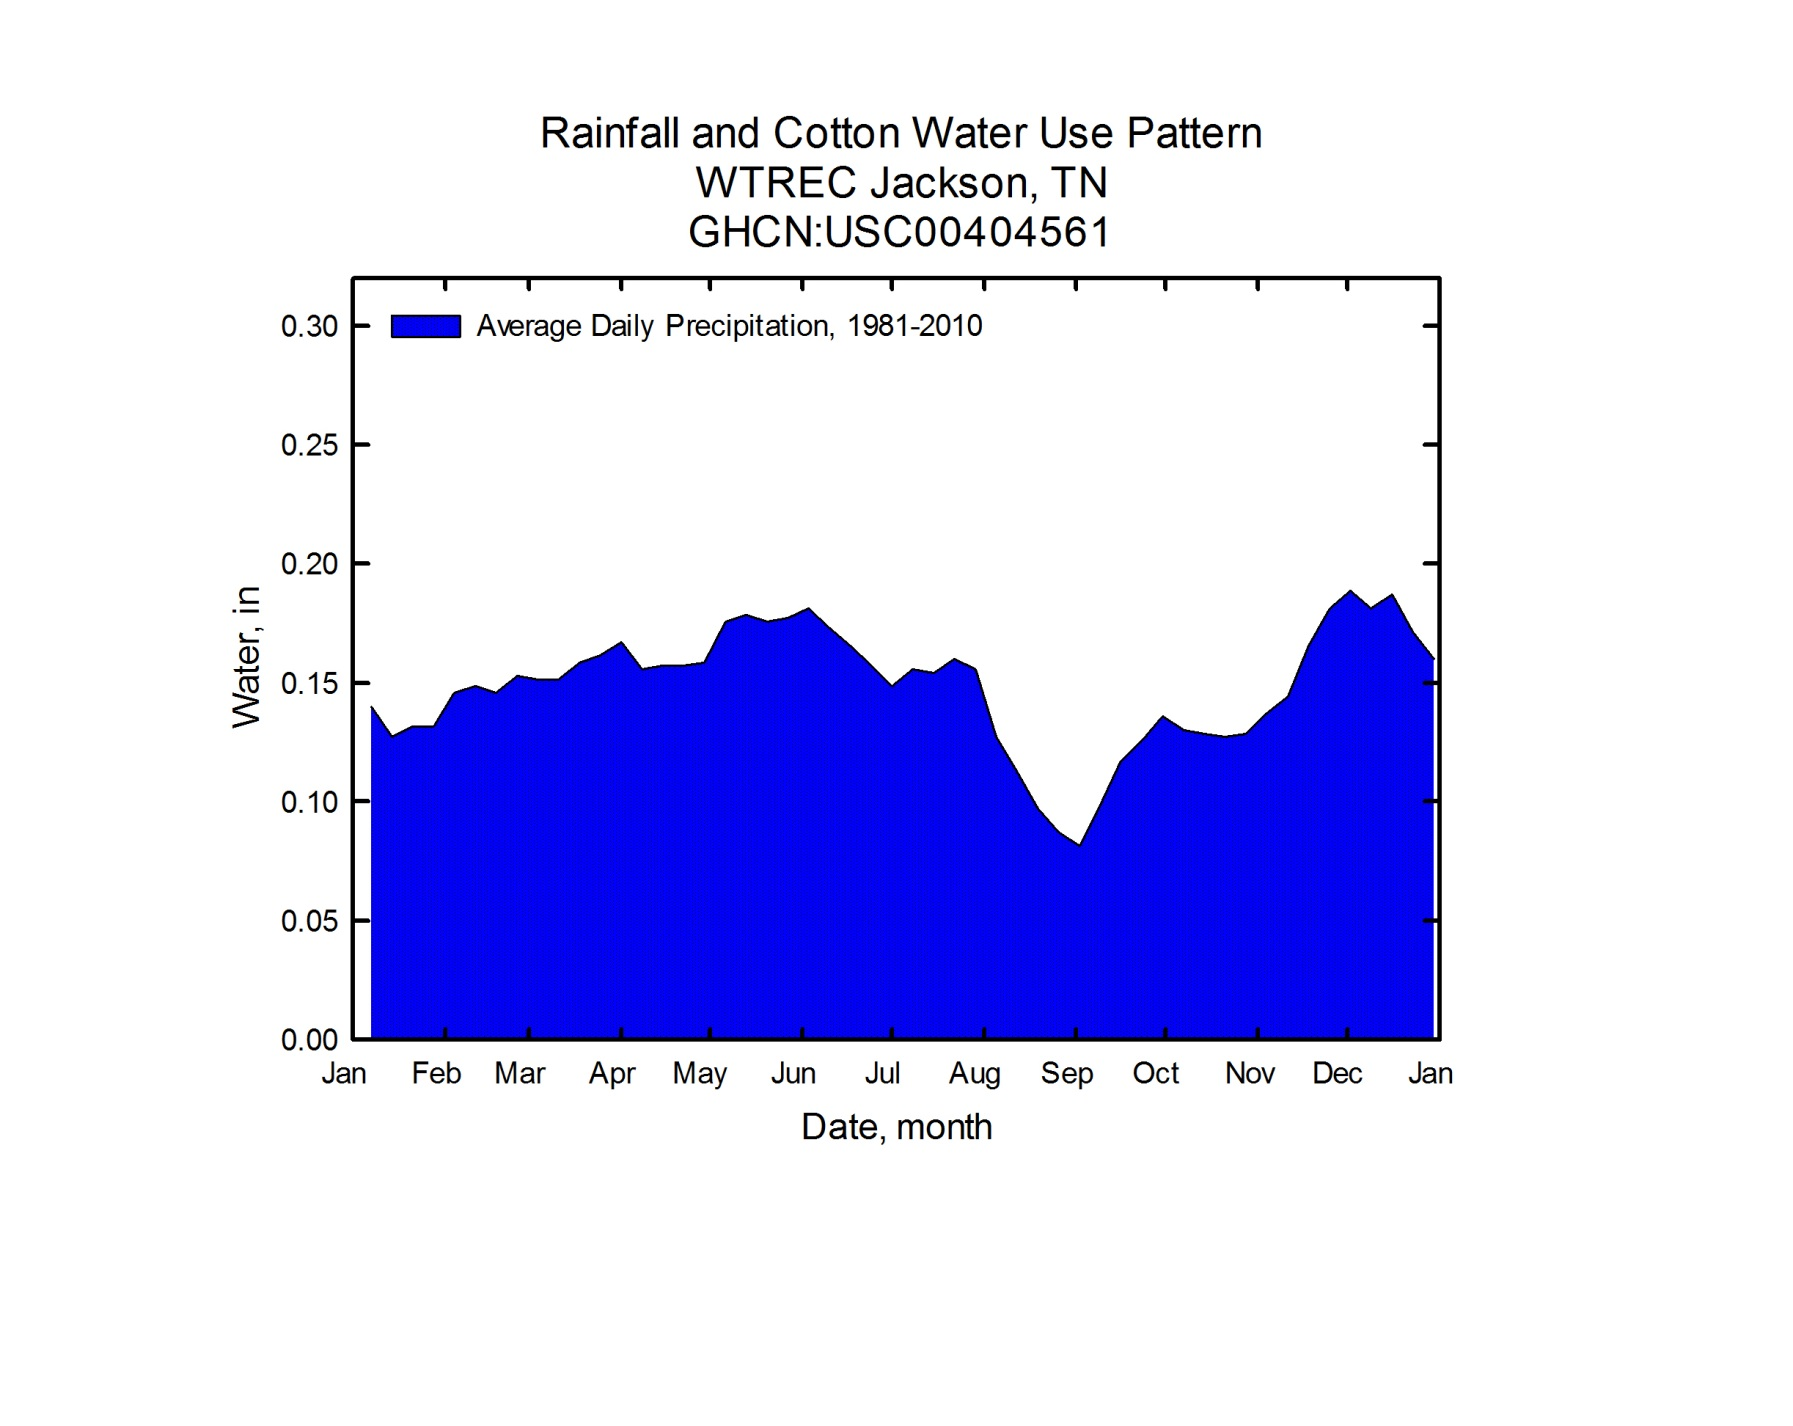 Rainfall and Cotton Water Use Pattern
WTREC Jackson, TN
GHCN:USC00404561
Average Daily Precipitation, 1981-2010
0.30
0.25
0.20
0.15
0.10
0.05
0.00
Water, in
Jan Feb Mar Apr May Jun Jul Aug Sep Oct Nov Dec Jan
Date, month